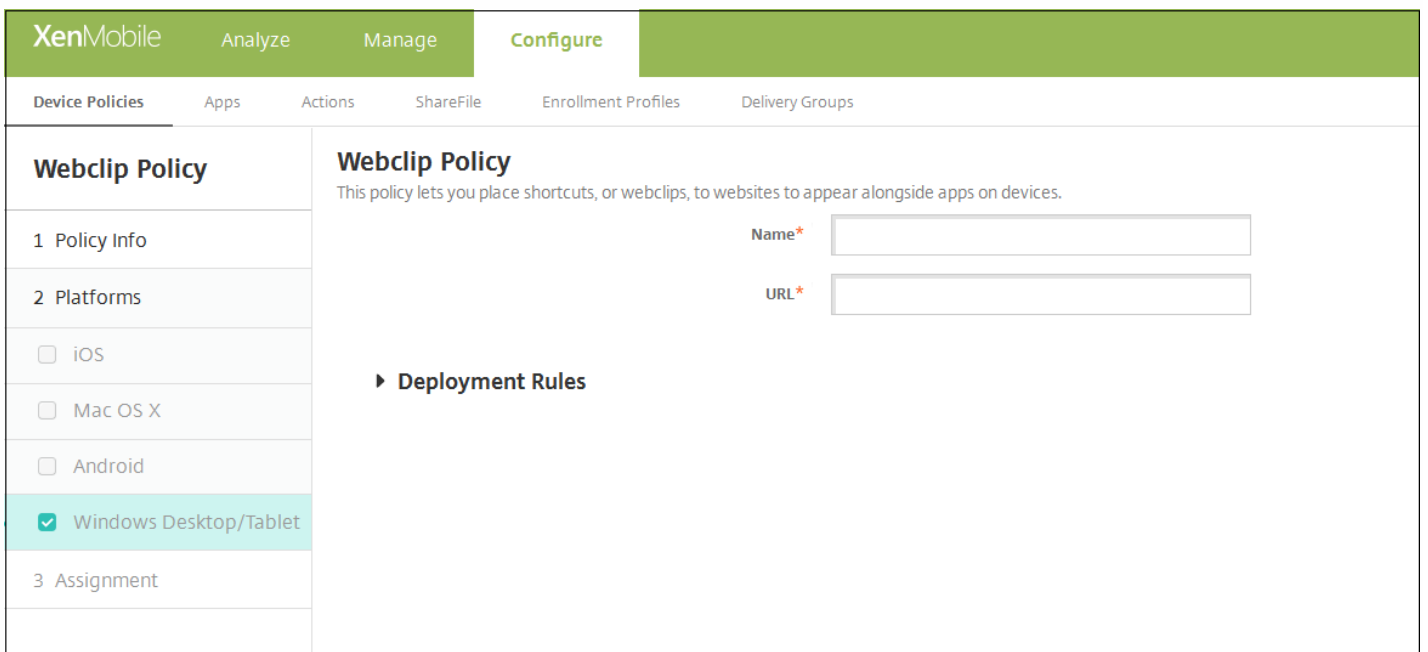 XenMobile Analyze Manage Configure
Device Policies Apps Actions ShareFile Enrollment Profiles Delivery Groups
Webclip Policy
1 Policy Info
2 Platforms
iOS
Mac OS X
Android
Windows Desktop/Tablet
3 Assignment
Webclip Policy
This policy lets you place shortcuts, or webclips, to websites to appear alongside apps on devices.
Name*
URL*
Deployment Rules